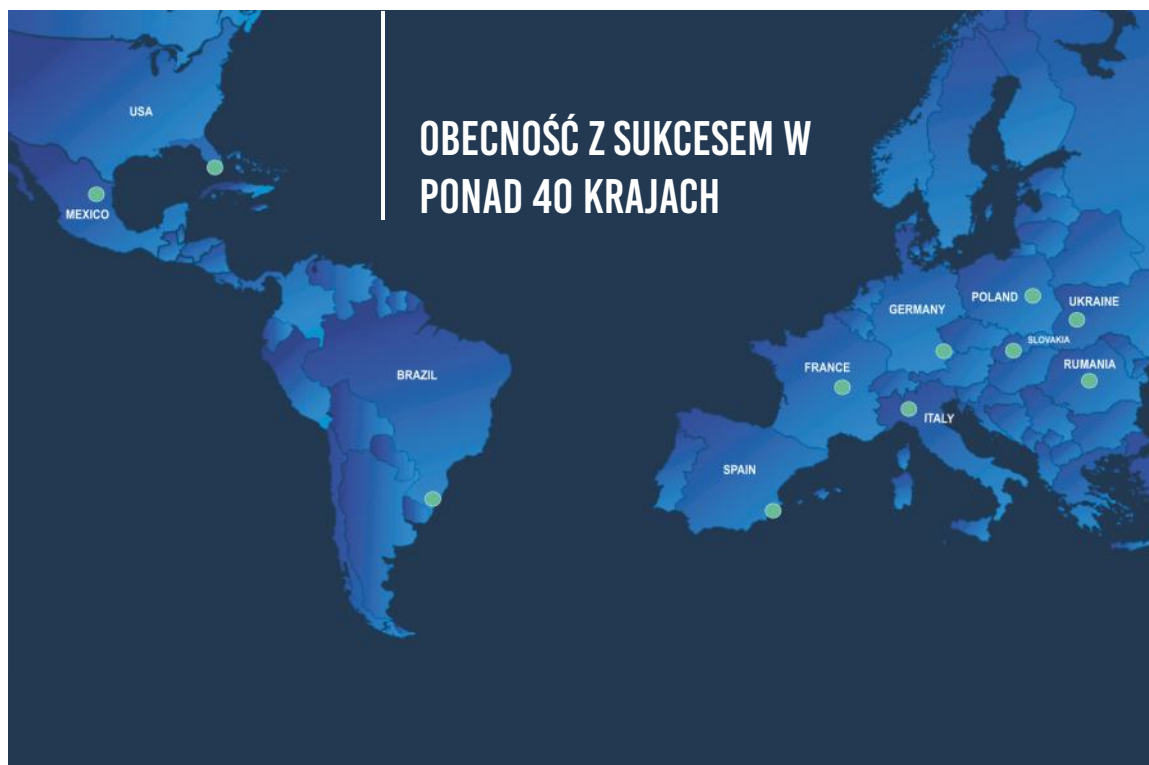 OBECNOŚĆ Z SUKCESEM W
PONAD 40 KRAJACH
USA
MEXICO
BRAZIL
POLAND
UKRAINE
GERMANY
SLOVAKIA
FRANCE
RUMANIA
ITALY
SPAIN